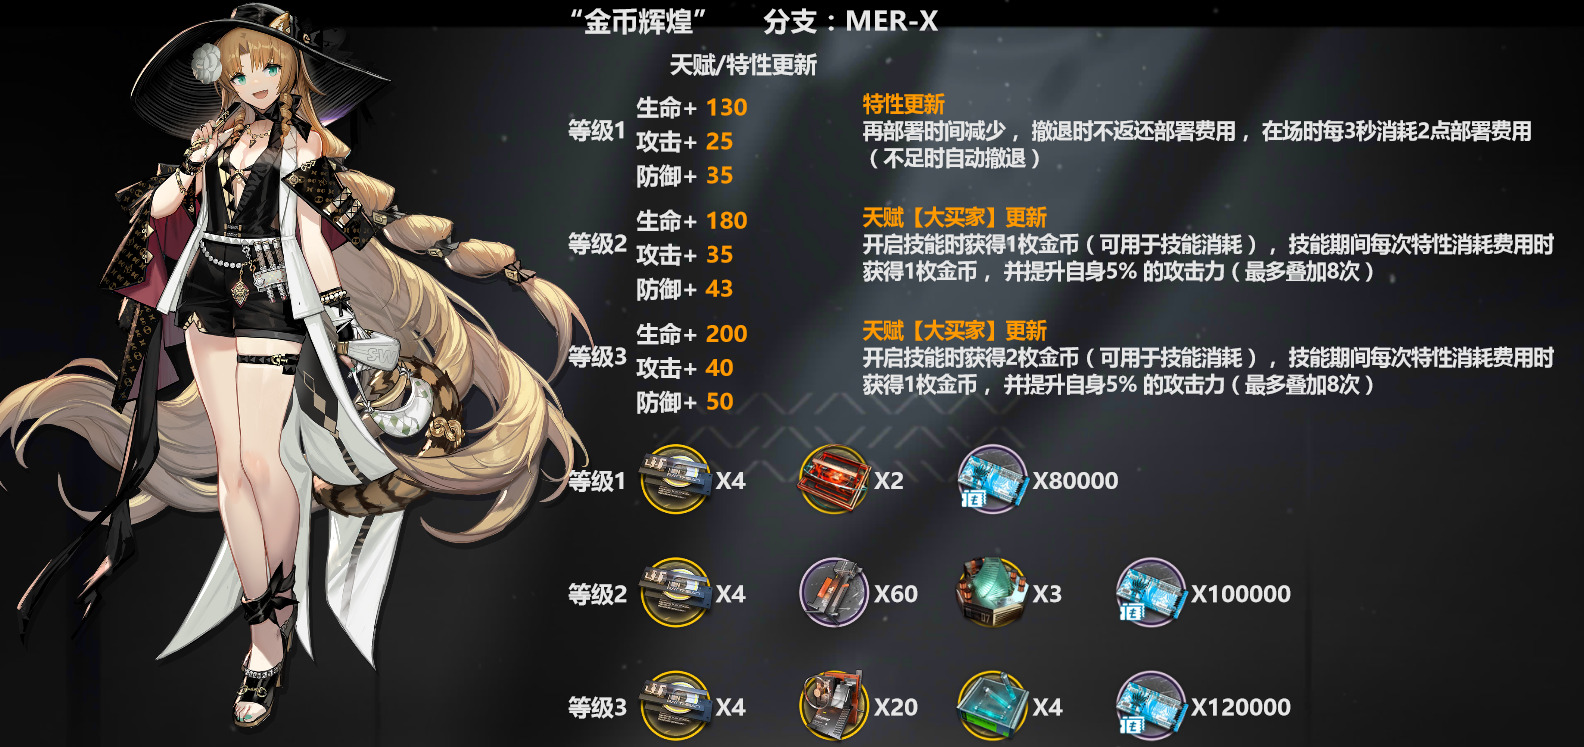 “金币辉煌” 分支：MER-X
天赋/特性更新
等级1
生命+ 130
攻击+ 25
防御+ 35
特性更新
再部署时间减少，撤退时不返还部署费用，在场时每3秒消耗2点部署费用
（不足时自动撤退）
等级2
生命+ 180
攻击+ 35
防御+ 43
天赋【大买家】更新
开启技能时获得1枚金币（可用于技能消耗），技能期间每次特性消耗费用时
获得1枚金币，并提升自身5% 的攻击力（最多叠加8次）
等级3
生命+ 200
攻击+ 40
防御+ 50
天赋【大买家】更新
开启技能时获得2枚金币（可用于技能消耗），技能期间每次特性消耗费用时
获得1枚金币，并提升自身5% 的攻击力（最多叠加8次）
等级1 X4 X2 X80000
等级2 X4 X60 X3 X100000
等级3 X4 X20 X4 X120000